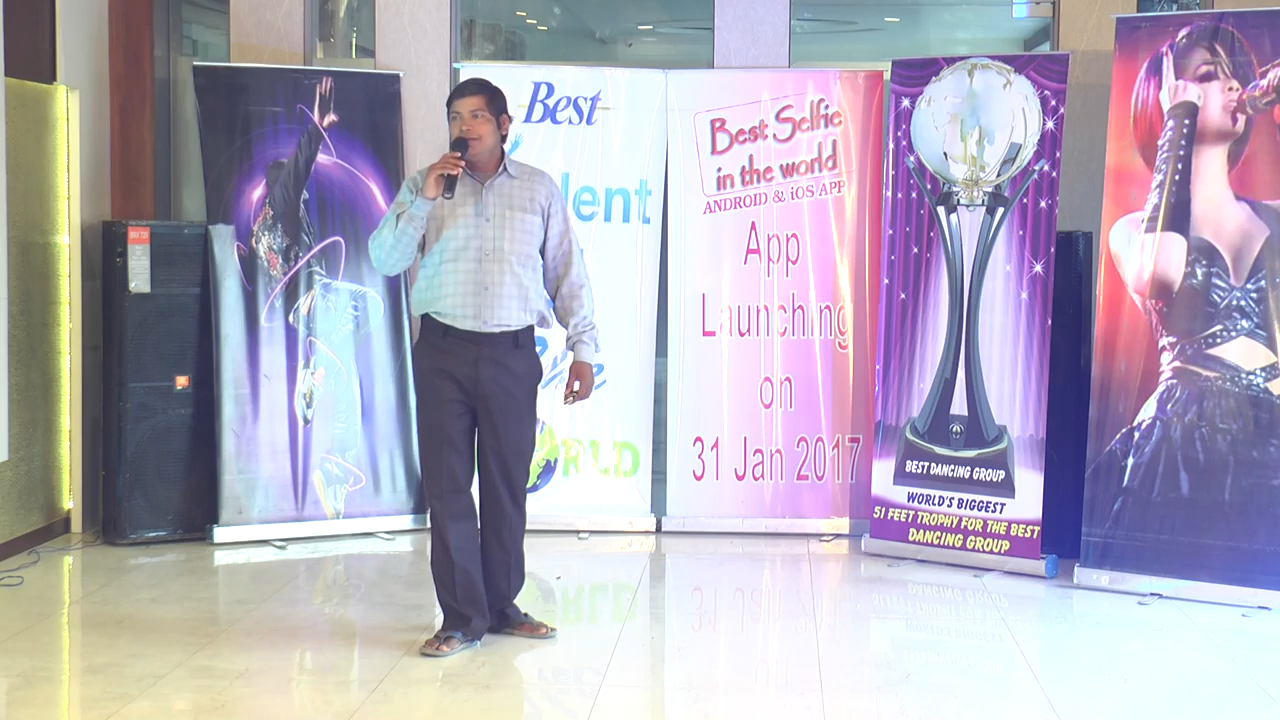 Best
lent
RLD
Best Selfie
in the world
ANDROID & iOS APP
App
Launching
on
31 Jan 2017
BEST DANCING GROUP
WORLD'S BIGGEST
51 FEET TROPHY FOR THE BEST
DANCING GROUP